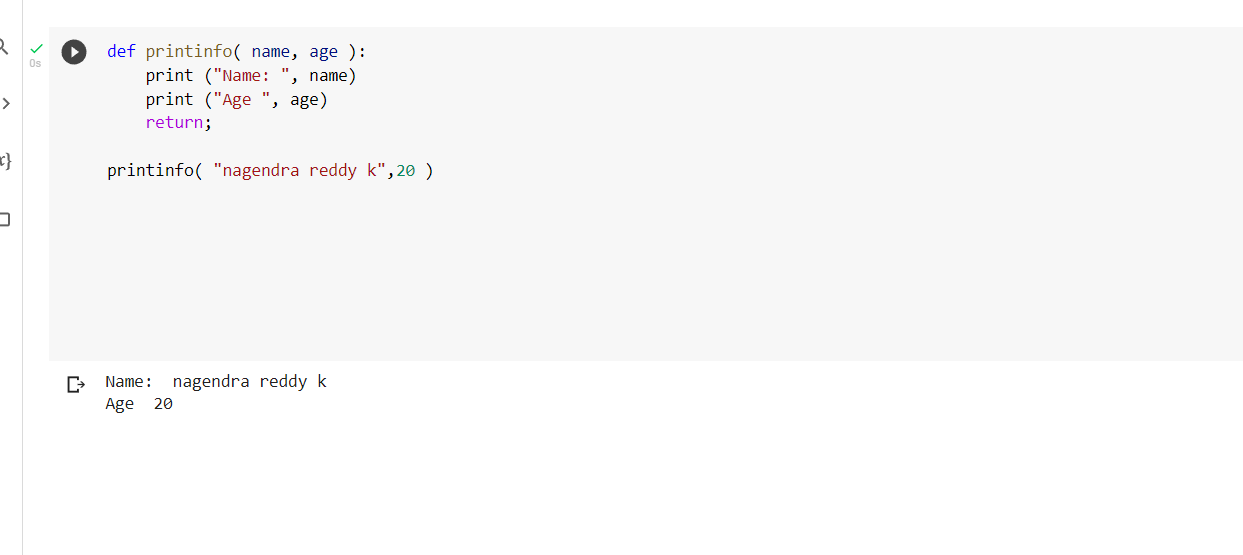 def printinfo( name, age ):
0s
    print ("Name: ", name)
    print ("Age ", age)
    return;
printinfo( "nagendra reddy k",20 )
Name:  nagendra reddy k
Age  20